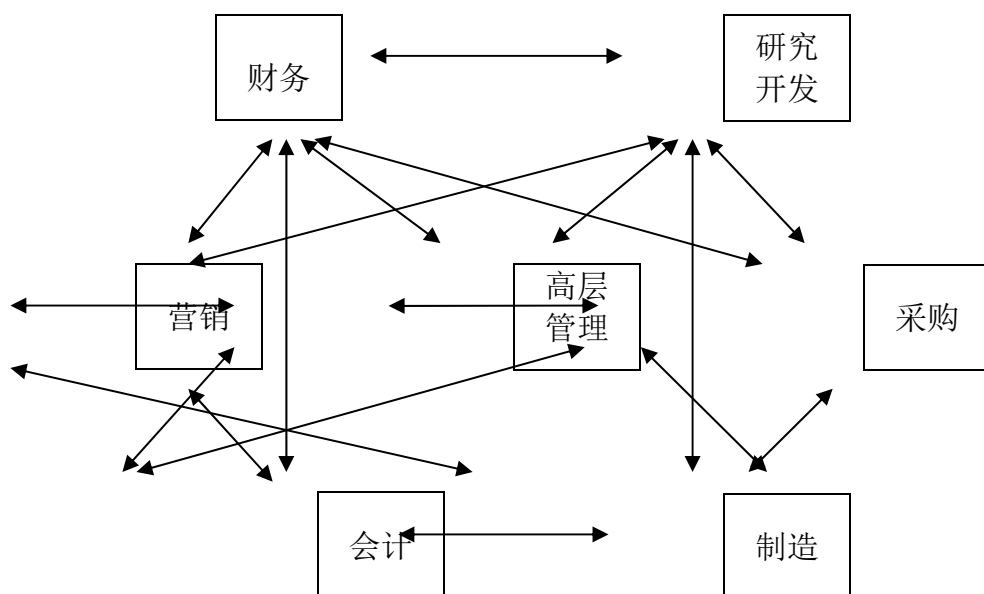 财务
研究
开发
营销
高层
管理
采购
会计
制造